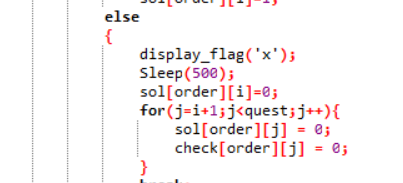 else
{
display_flag('x');
Sleep(500);
sol[order][i]=0;
for(j=i+1;j<quest;j++){
sol[order][j] = 0;
check[order][j] = 0;
}